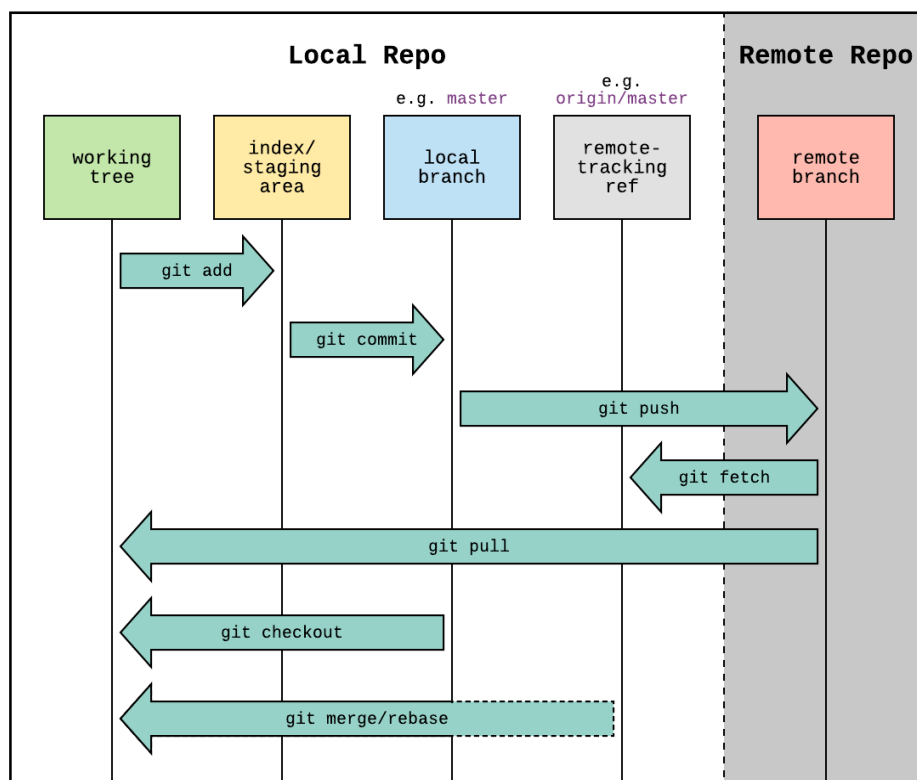 Local Repo
Remote Repo
e.g. master
e.g.
origin/master
working
tree
index/
staging
area
local
branch
remote-
tracking
ref
remote
branch
git add
git commit
git push
git fetch
git pull
git checkout
git merge/rebase